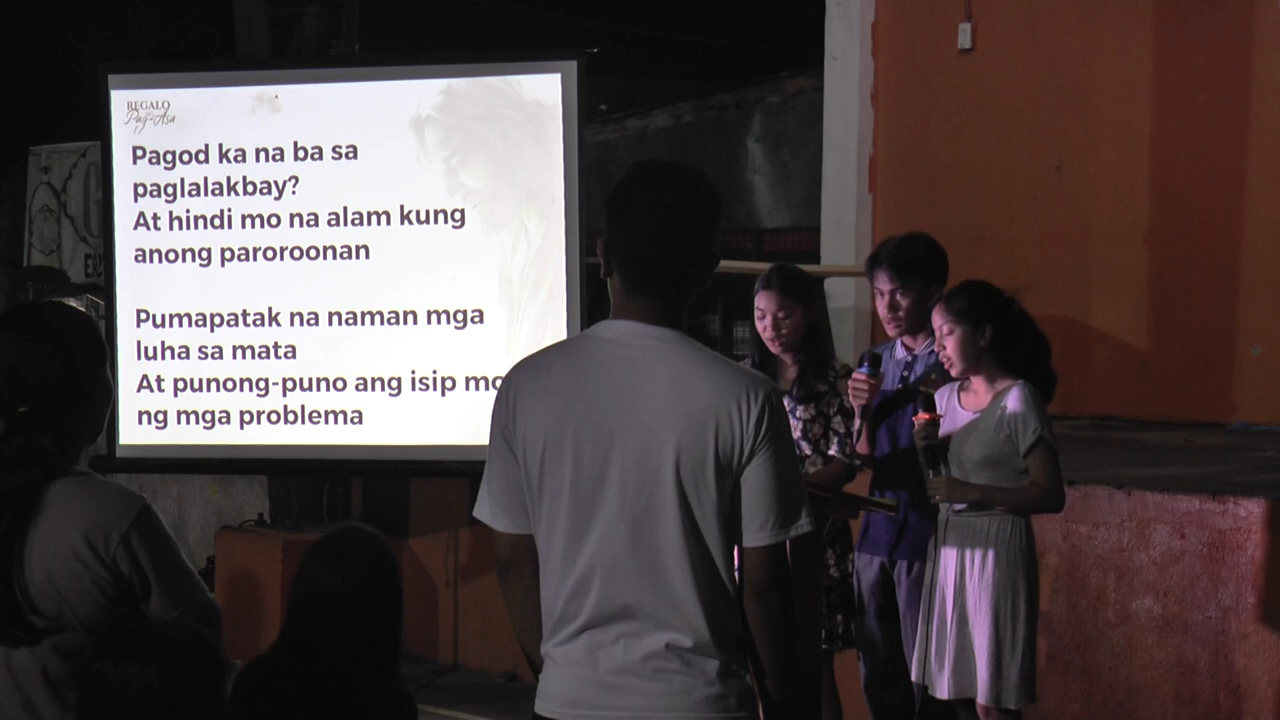 REGALO
Pag-Asa
Pagod ka na ba sa
paglalakbay?
At hindi mo na alam kung
anong paroroonan
Pumapatak na naman mga
luha sa mata
At punong-puno ang isip mo
ng mga problema